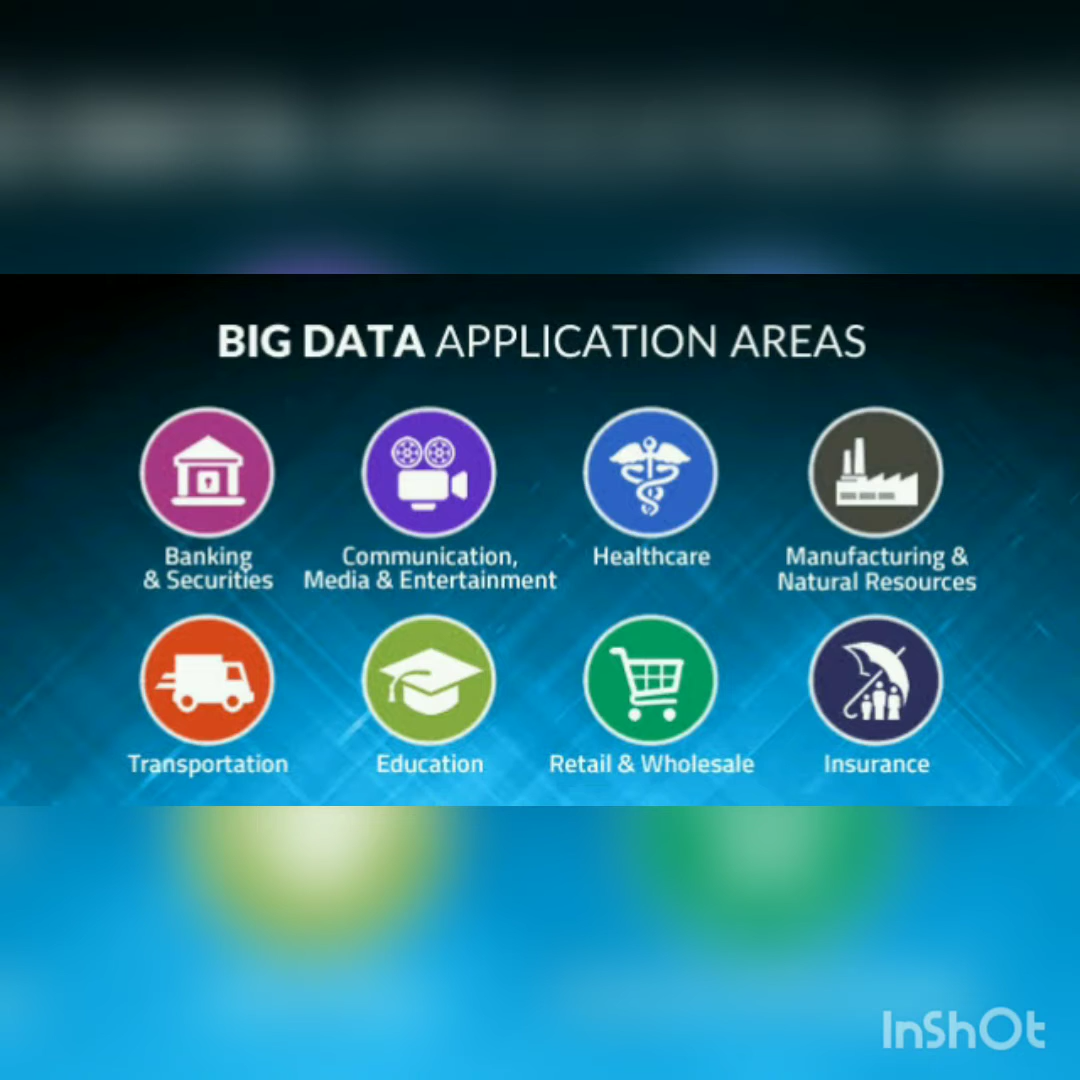 BIG DATA APPLICATION AREAS
Banking
& Securities
Communication,
Media & Entertainment
Healthcare
Manufacturing &
Natural Resources
Transportation
Education
Retail & Wholesale
Insurance
InShOt